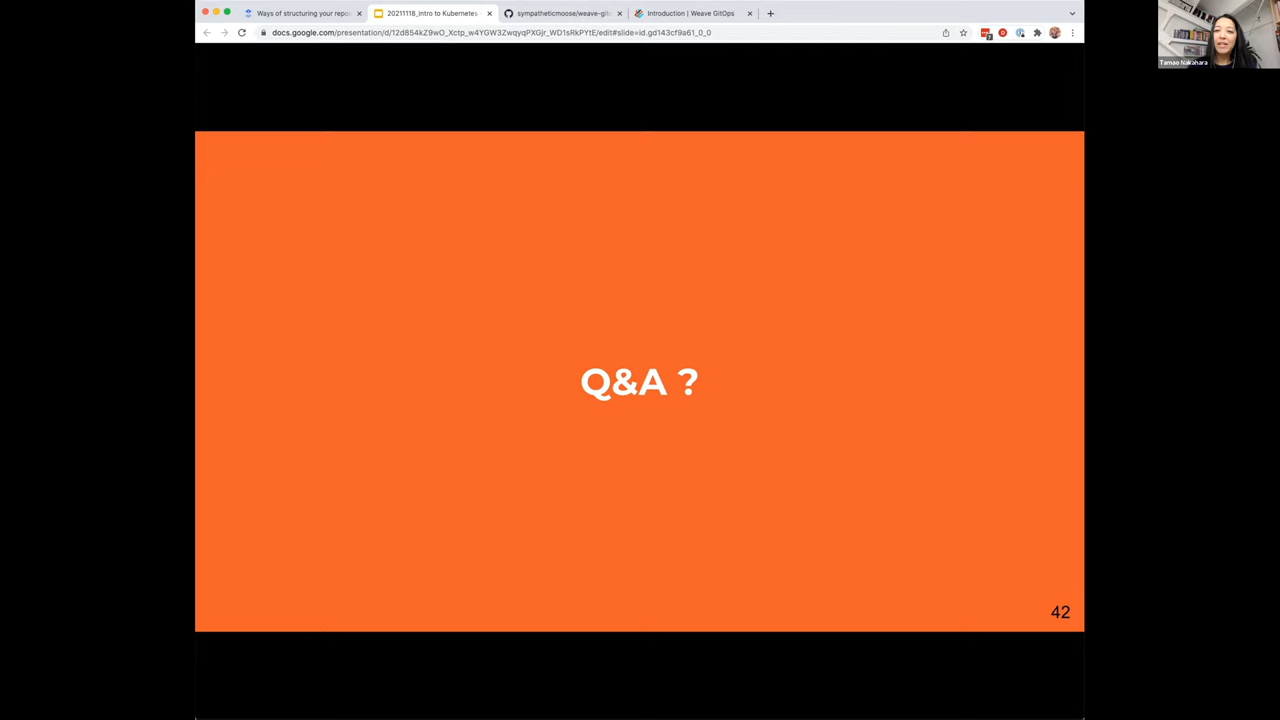 Ways of structuring your repo
20211118_Intro to Kubernetes
sympatheticmoose/weave-git
Introduction | Weave GitOps
docs.google.com/presentation/d/12d854kZ9wO_Xctp_w4YGW3ZwqyqPXGjr_WD1sRkPYtE/edit#slide=id.gd143cf9a61_0_0
Tamao Nakahara
Q&A ?
42